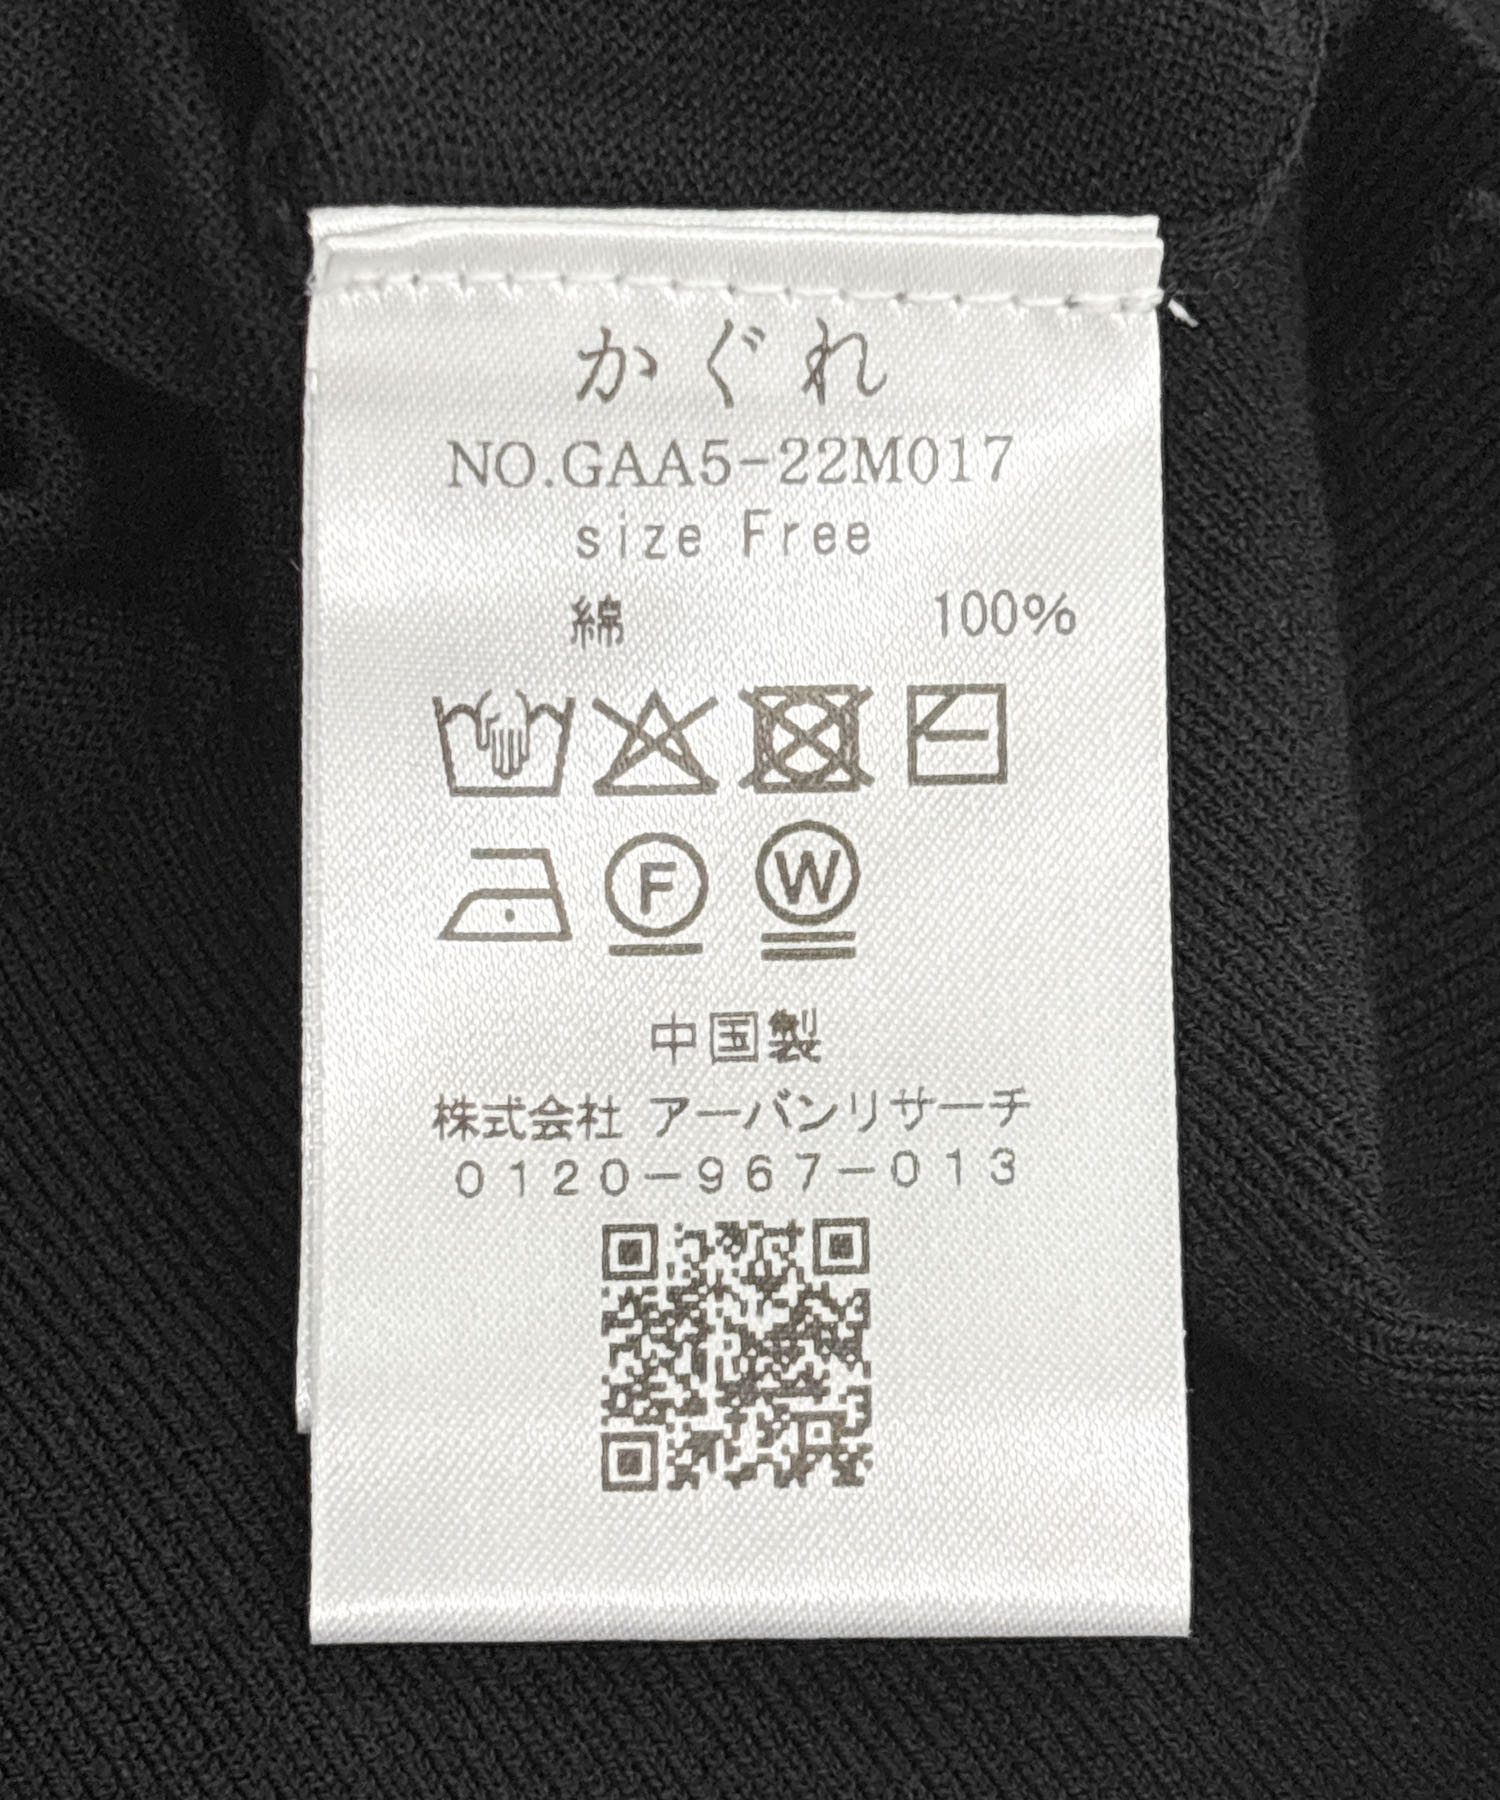 かぐれ
NO.GAA5-22M017
size Free
綿 100%
F W
中国製
株式会社 アーバンリサーチ
0120-967-013